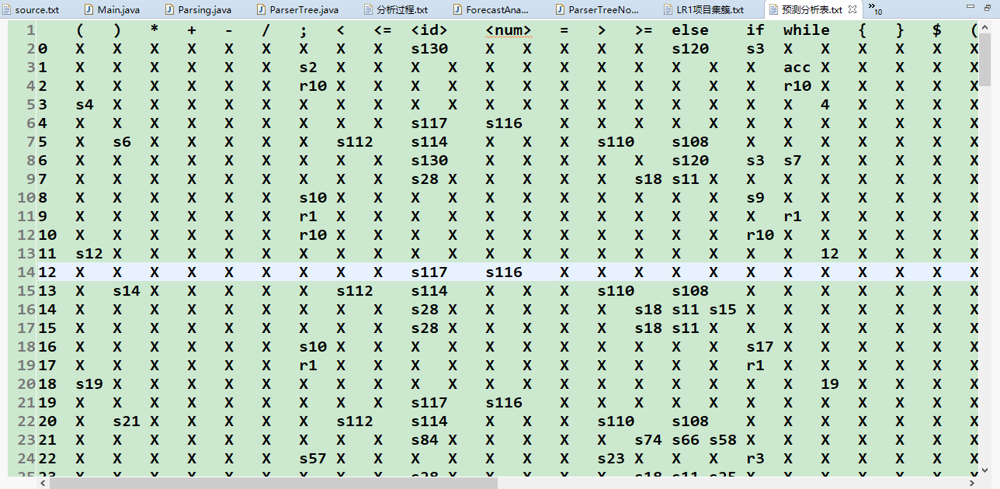 source.txt Main.java Parsing.java ParserTree.java 分析过程.txt ForecastAna... ParserTreeNo... LR1项目集簇.txt 预测分析表.txt »10
1 ( ) * + - / ; < <= <id> <num> = > >= else if while { } $ (
2 0 X X X X X X X X X s130 X X X X X s120 s3 X X X X X X
3 1 X X X X X X s2 X X X X X X X X X X X X acc X X X X X
4 2 X X X X X X r10 X X X X X X X X X X X X r10 X X X X X
5 3 s4 X X X X X X X X X X X X X X X X X X X 4 X X X X
6 4 X X X X X X X X X s117 s116 X X X X X X X X X X X X
7 5 X s6 X X X X X s112 s114 X X X s110 s108 X X X X X X X
8 6 X X X X X X X X X s130 X X X X X s120 s3 s7 X X X X X
9 7 X X X X X X X X X s28 X X X X X s18 s11 X X X X X X X X
10 8 X X X X X X s10 X X X X X X X X X X X s9 X X X X X X
11 9 X X X X X X r1 X X X X X X X X X X X X r1 X X X X X
12 10 X X X X X X r10 X X X X X X X X X X X r10 X X X X X X
13 11 s12 X X X X X X X X X X X X X X X X X X X 12 X X X X
14 12 X X X X X X X X X s117 s116 X X X X X X X X X X X X
15 13 X s14 X X X X X s112 s114 X X X s110 s108 X X X X X X X
16 14 X X X X X X X X X s28 X X X X X s18 s11 s15 X X X X X X X
17 15 X X X X X X X X X s28 X X X X X s18 s11 X X X X X X X X
18 16 X X X X X X s10 X X X X X X X X X X X s17 X X X X X X
19 17 X X X X X X r1 X X X X X X X X X X X r1 X X X X X X
20 18 s19 X X X X X X X X X X X X X X X X X X X 19 X X X X
21 19 X X X X X X X X X s117 s116 X X X X X X X X X X X X
22 20 X s21 X X X X X s112 s114 X X X s110 s108 X X X X X X X
23 21 X X X X X X X X X s84 X X X X X s74 s66 s58 X X X X X X X
24 22 X X X X X X s57 X X X X X X X s23 X X X r3 X X X X X X
25 23 X X X X X X X X X s28 X X X X X s18 s11 s25 X X X X X X X